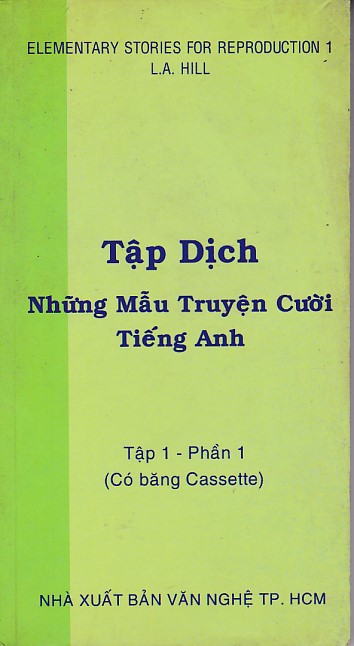 ELEMENTARY STORIES FOR REPRODUCTION 1
L.A. HILL
Tập Dịch
Những Mẫu Truyện Cười
Tiếng Anh
Tập 1 - Phần 1
(Có băng Cassette)
NHÀ XUẤT BẢN VĂN NGHỆ TP. HCM